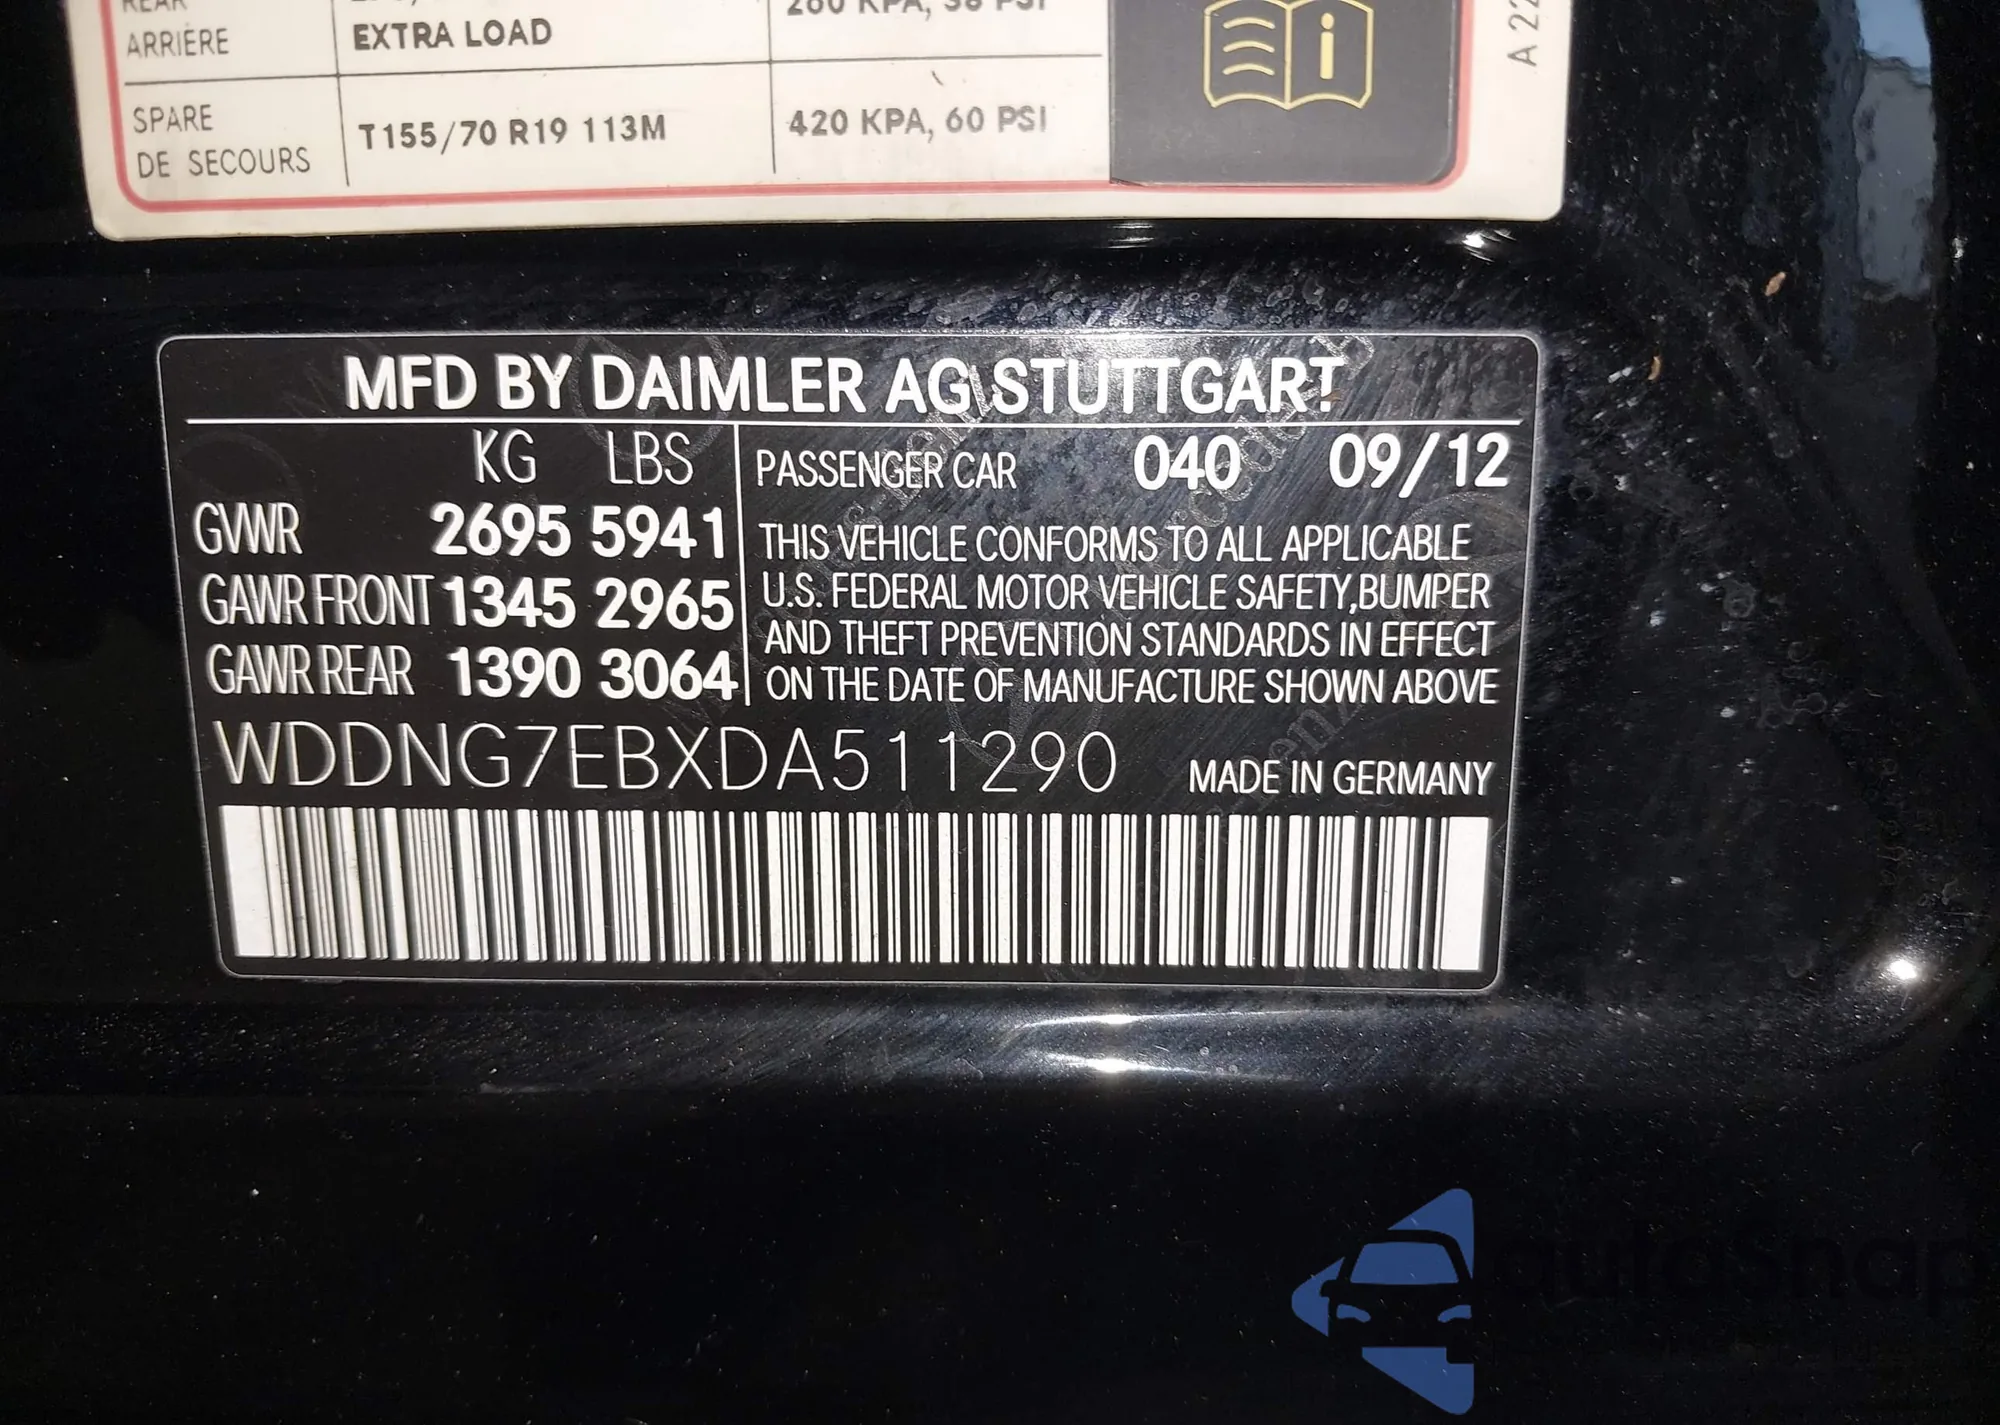 ARRIÈRE EXTRA LOAD
SPARE
DE SECOURS T155/70 R19 113M 420 KPA, 60 PSI
A 22
MFD BY DAIMLER AG STUTTGART
KG LBS PASSENGER CAR 040 09/12
GVWR 2695 5941
GAWR FRONT 1345 2965
GAWR REAR 1390 3064
THIS VEHICLE CONFORMS TO ALL APPLICABLE
U.S. FEDERAL MOTOR VEHICLE SAFETY,BUMPER
AND THEFT PREVENTION STANDARDS IN EFFECT
ON THE DATE OF MANUFACTURE SHOWN ABOVE
WDDNG7EBXDA511290
MADE IN GERMANY
autosnap